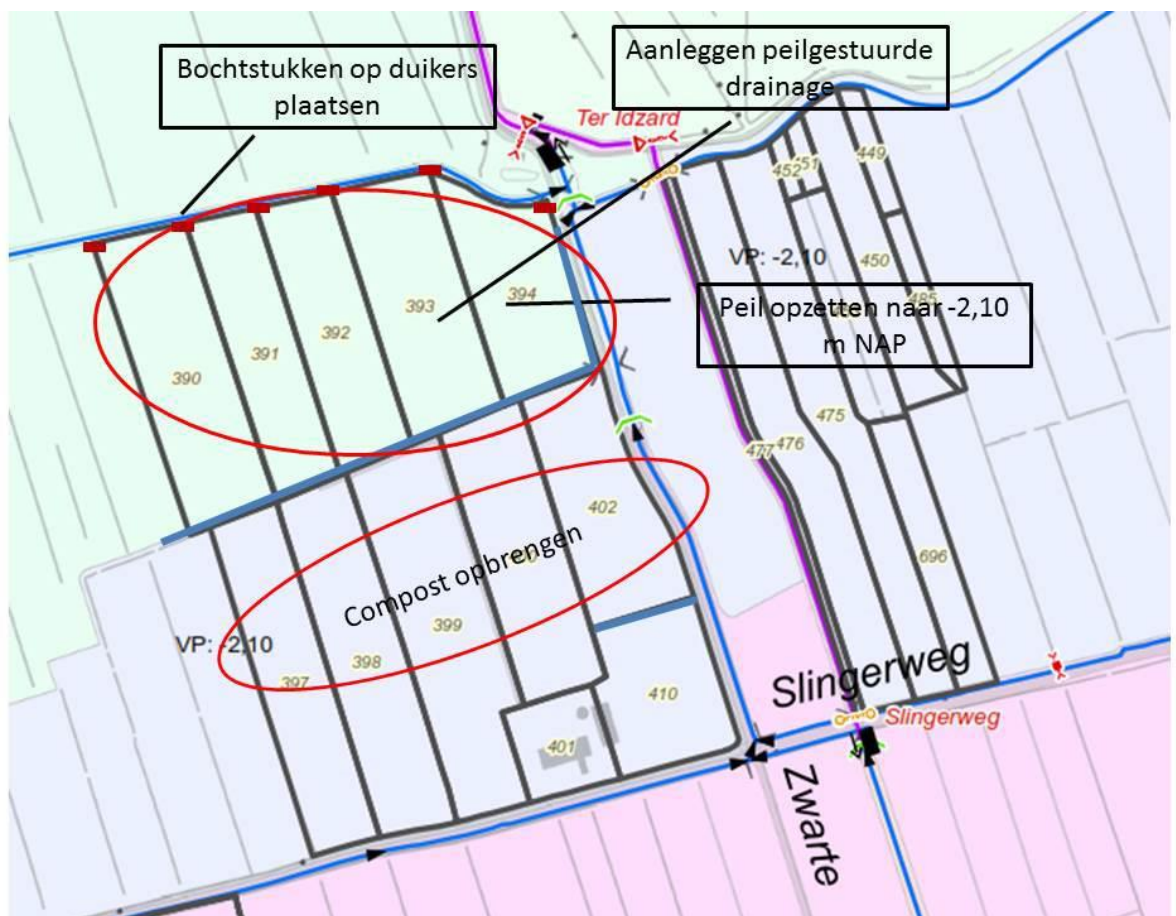 Bochtstukken op duikers
plaatsen
Aanleggen peilgestuurde
drainage
Ter Idzard
452
451
449
VP: -2,10
450
485
Peil opzetten naar -2,10
m NAP
394
393
392
391
390
475
476
477
402
696
Compost opbrengen
399
398
397
VP: -2,10
410
401
Slingerweg
Slingerweg
Zwarte